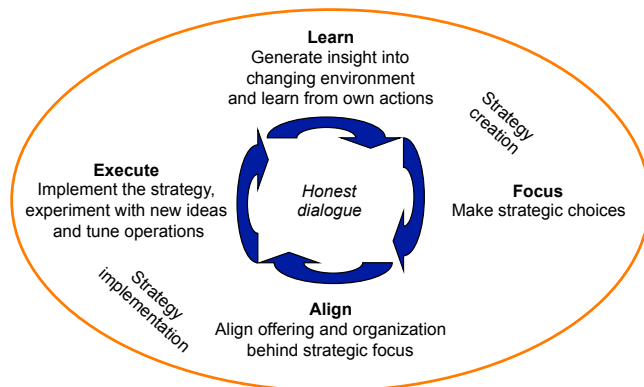 Learn
Generate insight into
changing environment
and learn from own actions
Strategy
creation
Execute
Implement the strategy,
experiment with new ideas
and tune operations
Honest
dialogue
Focus
Make strategic choices
Strategy
implementation
Align
Align offering and organization
behind strategic focus